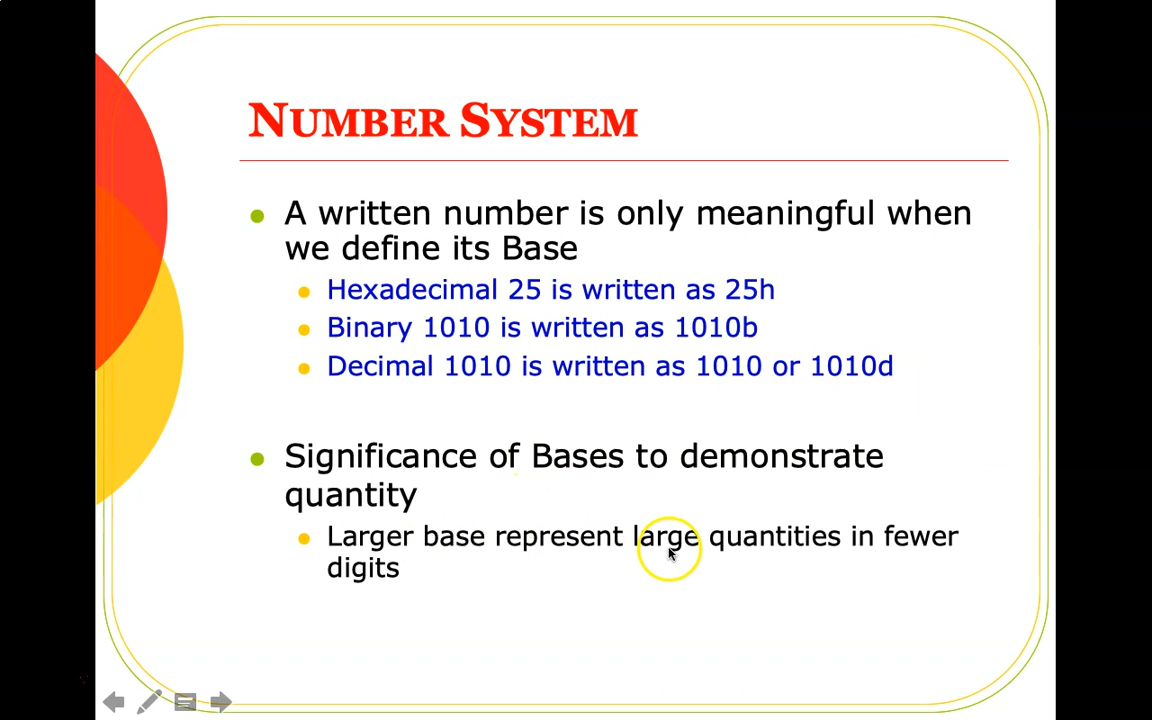 NUMBER SYSTEM
A written number is only meaningful when
we define its Base
Hexadecimal 25 is written as 25h
Binary 1010 is written as 1010b
Decimal 1010 is written as 1010 or 1010d
Significance of Bases to demonstrate
quantity
Larger base represent large quantities in fewer
digits